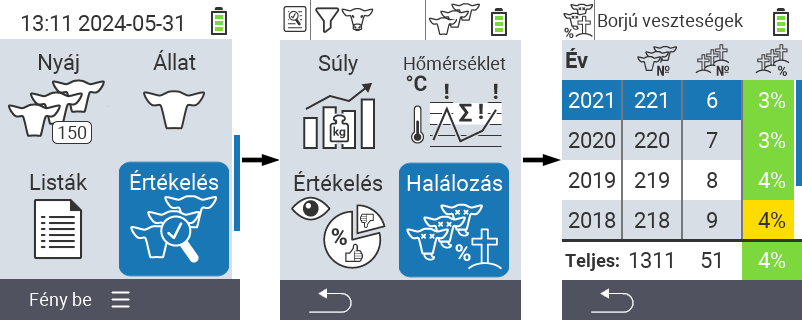 13:11 2024-05-31
Nyáj
Állat
150
Listák
Értékelés
Fény be
Súly
Hőmérséklet
°C
! !
Σ!
kg
Értékelés
Halálozás
%
%
Borjú veszteségek
%
Év
№
№
%
2021 221 6 3%
2020 220 7 3%
2019 219 8 4%
2018 218 9 4%
Teljes: 1311 51 4%